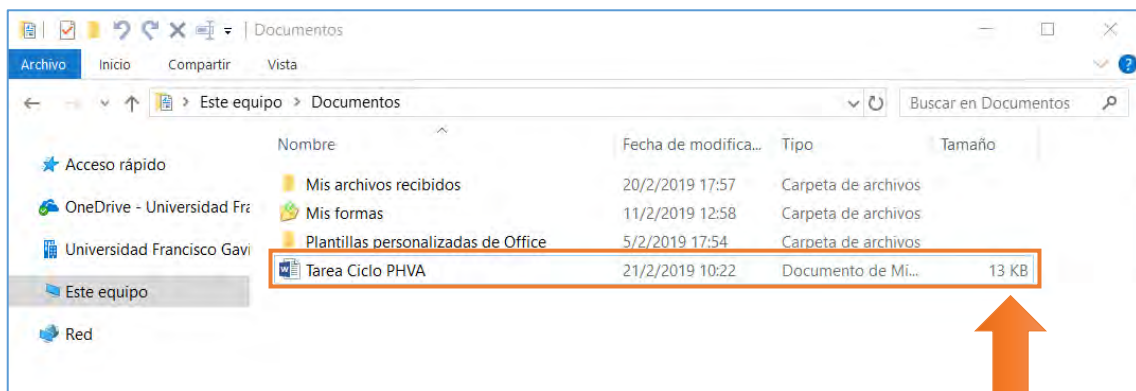 Documentos
Archivo Inicio Compartir Vista
Este equipo > Documentos Buscar en Documentos
Nombre Fecha de modifica... Tipo Tamaño
Acceso rápido
Mis archivos recibidos 20/2/2019 17:57 Carpeta de archivos
OneDrive - Universidad Fra
Mis formas 11/2/2019 12:58 Carpeta de archivos
Universidad Francisco Gavi
Plantillas personalizadas de Office 5/2/2019 17:54 Carpeta de archivos
Tarea Ciclo PHVA 21/2/2019 10:22 Documento de Mi... 13 KB
Este equipo
Red